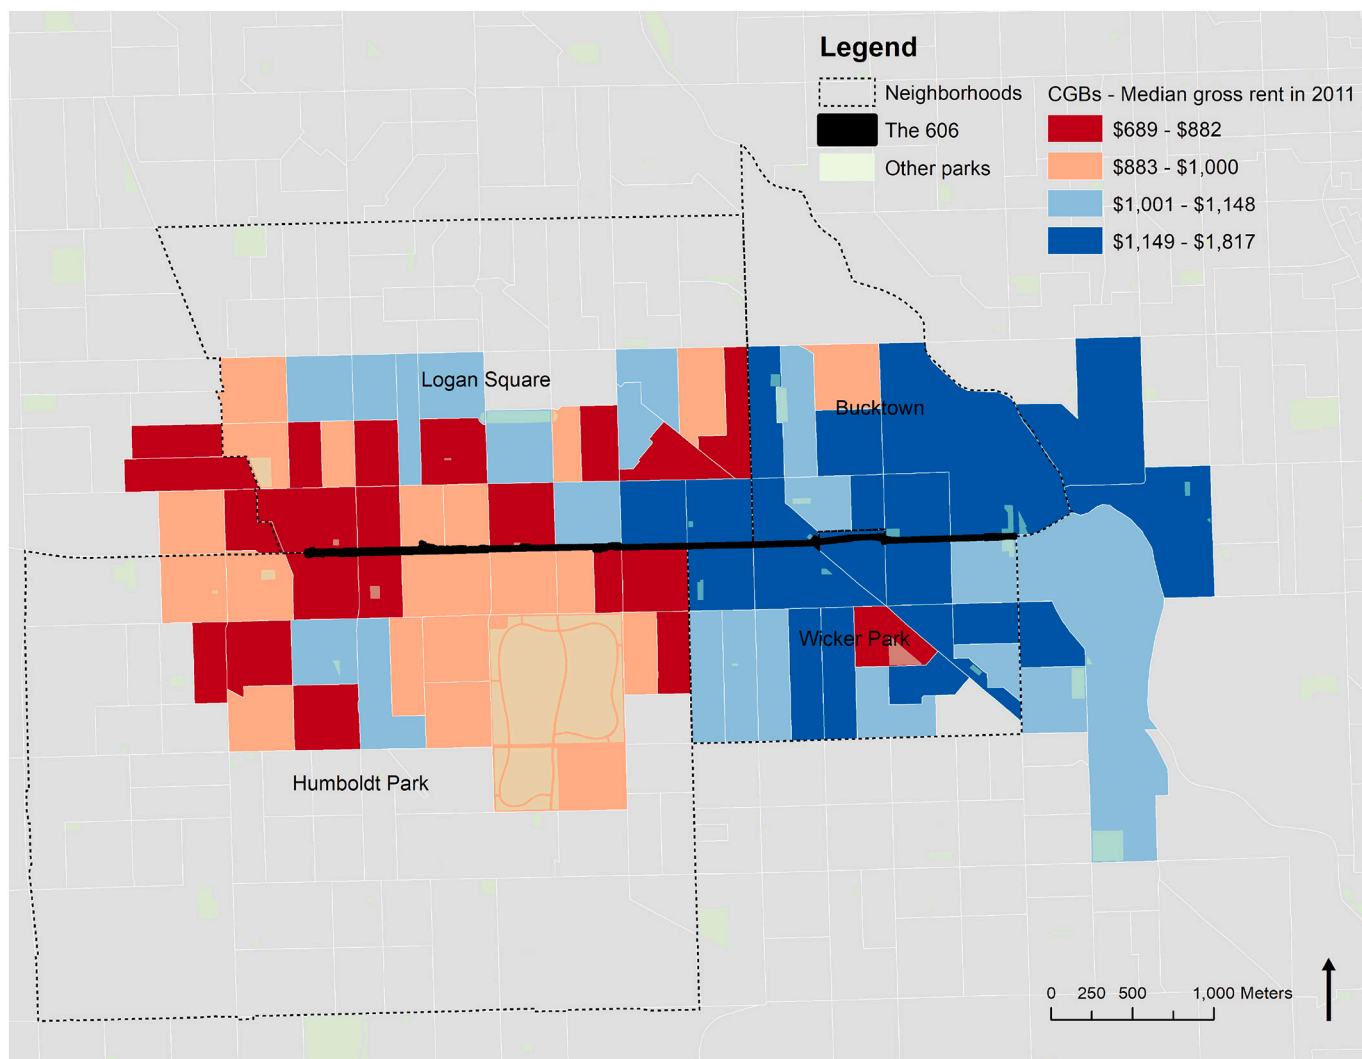 Legend
Neighborhoods
The 606
Other parks
CGBs - Median gross rent in 2011
$689 - $882
$883 - $1,000
$1,001 - $1,148
$1,149 - $1,817
Logan Square
Bucktown
Wicker Park
Humboldt Park
0 250 500 1,000 Meters